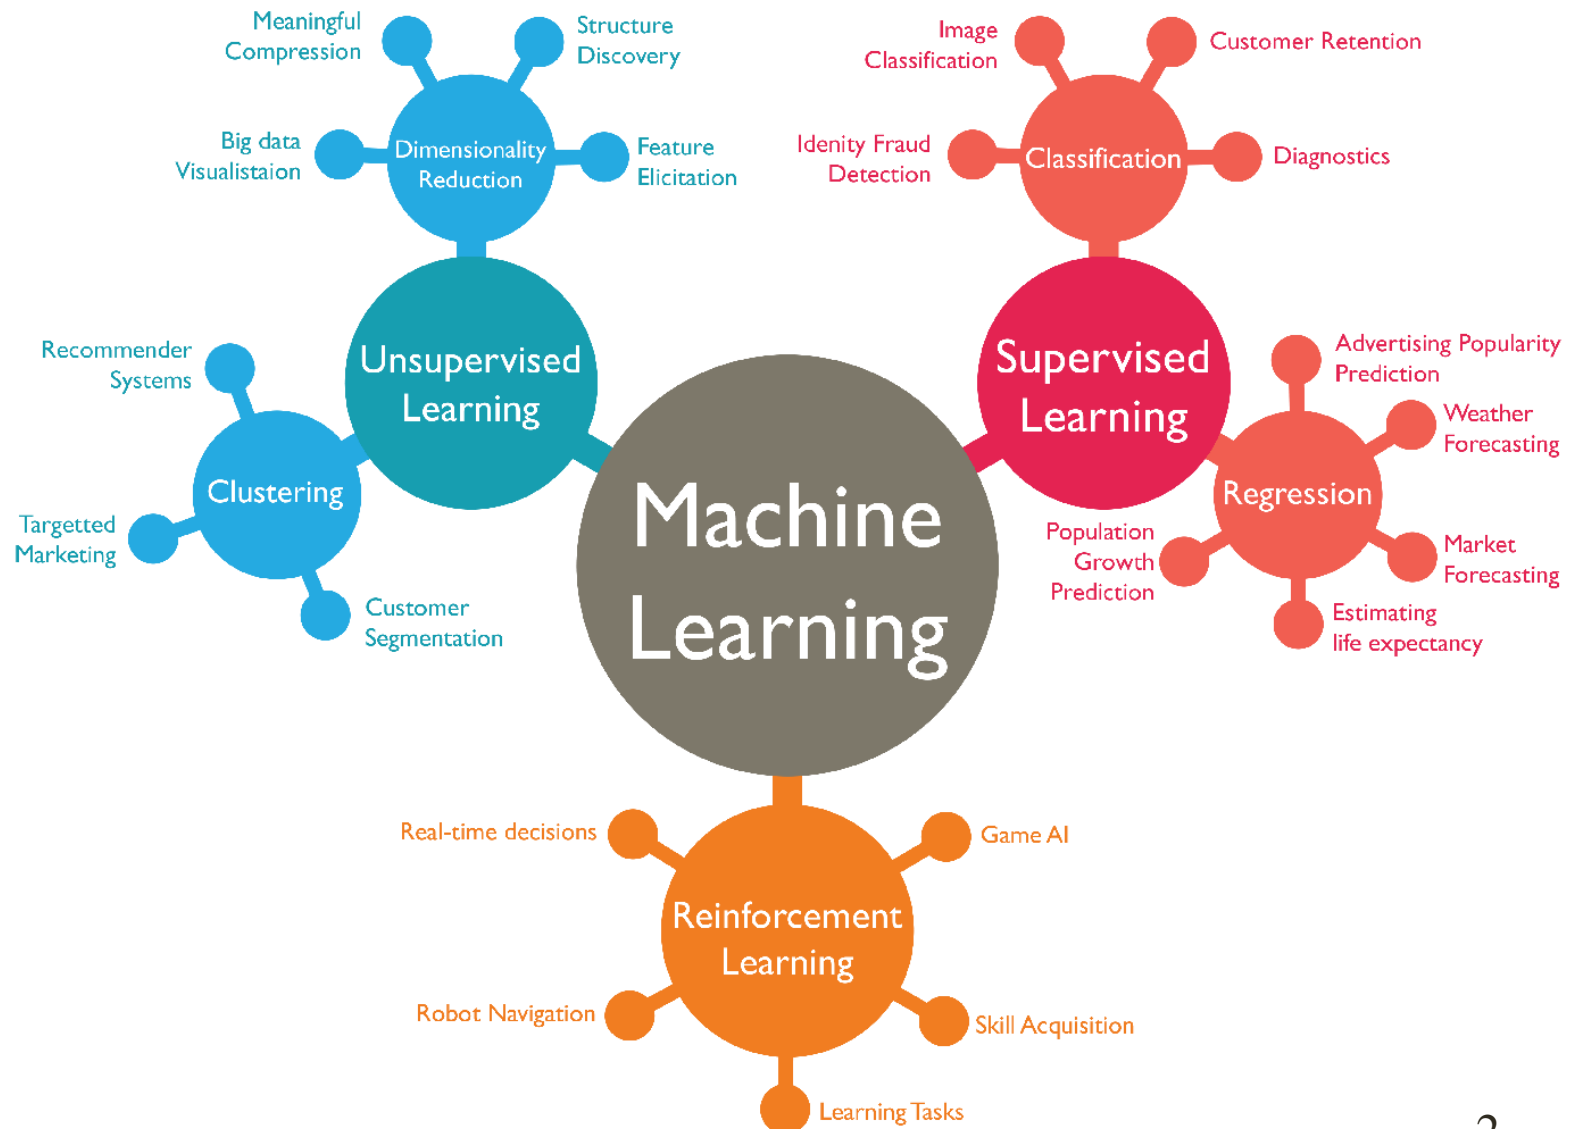 Meaningful
Compression
Structure
Discovery
Big data
Visualistaion
Dimensionality
Reduction
Feature
Elicitation
Image
Classification
Customer Retention
Idenity Fraud
Detection
Classification
Diagnostics
Unsupervised
Learning
Supervised
Learning
Recommender
Systems
Clustering
Targetted
Marketing
Customer
Segmentation
Machine
Learning
Advertising Popularity
Prediction
Weather
Forecasting
Regression
Population
Growth
Prediction
Market
Forecasting
Estimating
life expectancy
Real-time decisions
Game AI
Reinforcement
Learning
Robot Navigation
Skill Acquisition
Learning Tasks